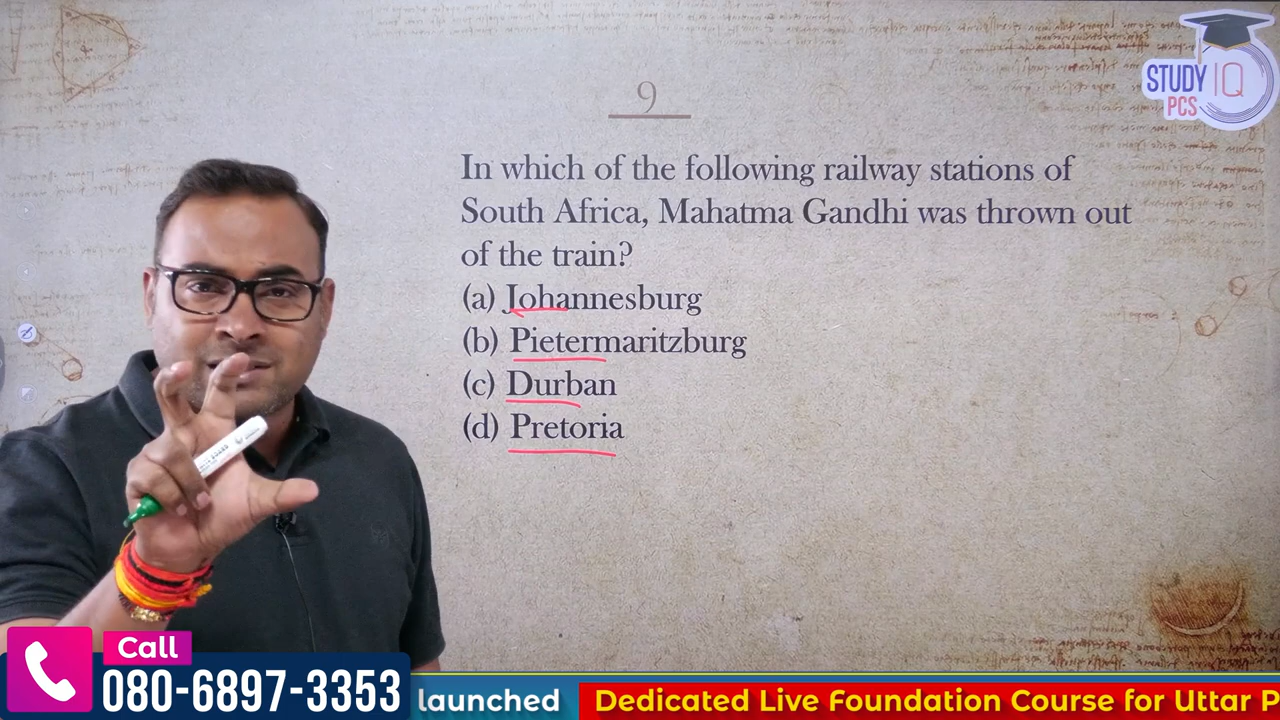 STUDY IQ
PCS
9
In which of the following railway stations of
South Africa, Mahatma Gandhi was thrown out
of the train?
(a) Johannesburg
(b) Pietermaritzburg
(c) Durban
(d) Pretoria
Call
080-6897-3353
launched
Dedicated Live Foundation Course for Uttar P